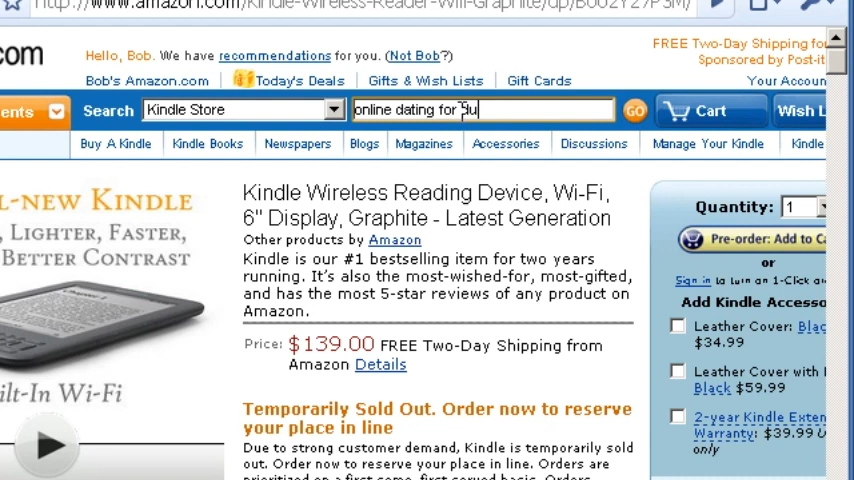 http://www.amazon.com/Kindle-Wireless-Reader-Wifi-Graphite/dp/B002Y27P3M/
com
Hello, Bob. We have recommendations for you. (Not Bob?)
FREE Two-Day Shipping for
Sponsored by Post-it
Bob's Amazon.com
Today's Deals
Gifts & Wish Lists
Gift Cards
Your Accoun
ents
Search
Kindle Store
online dating for du
GO
Cart
Wish L
Buy A Kindle
Kindle Books
Newspapers
Blogs
Magazines
Accessories
Discussions
Manage Your Kindle
Kindle
L-NEW KINDLE
, LIGHTER, FASTER,
BETTER CONTRAST
ilt-In Wi-Fi
Kindle Wireless Reading Device, Wi-Fi,
6" Display, Graphite - Latest Generation
Other products by Amazon
Kindle is our #1 bestselling item for two years
running. It's also the most-wished-for, most-gifted,
and has the most 5-star reviews of any product on
Amazon.
Price: $139.00 FREE Two-Day Shipping from
Amazon Details
Temporarily Sold Out. Order now to reserve
your place in line
Due to strong customer demand, Kindle is temporarily sold
out. Order now to reserve your place in line. Orders are
prioritized on a first come, first served basis. Orders
Quantity: 1
Pre-order: Add to Ca
or
Sign in to turn on 1-Click or
Add Kindle Accesso
Leather Cover: Blac
$34.99
Leather Cover with
Black $59.99
2-year Kindle Exten
Warranty: $39.99 U
only